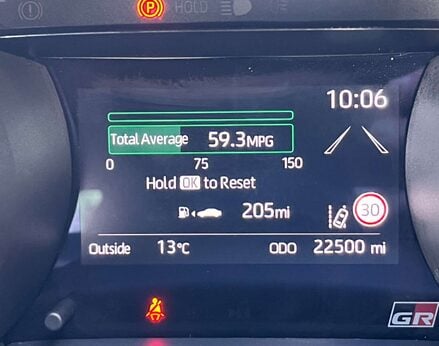 P HOLD
10:06
Total Average 59.3MPG
0 75 150
Hold OK to Reset
205mi
30
Outside 13°C ODO 22500 mi
GR